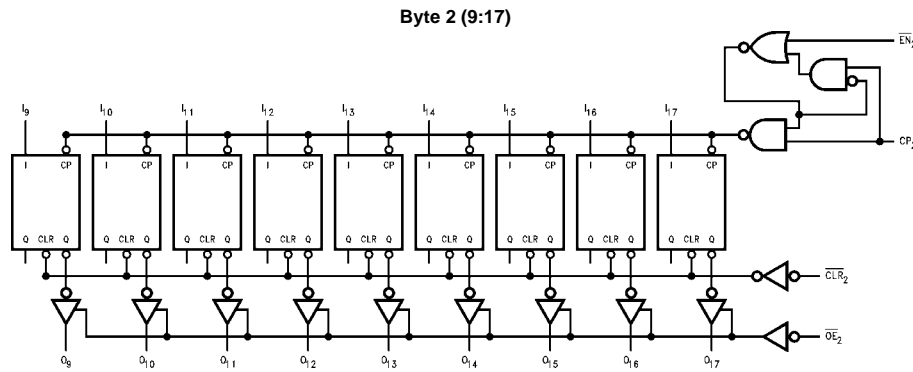 Byte 2 (9:17)
EN2
I9 I10 I11 I12 I13 I14 I15 I16 I17
CP2
I CP I CP I CP I CP I CP I CP I CP I CP I CP
Q CLR Q Q CLR Q Q CLR Q Q CLR Q Q CLR Q Q CLR Q Q CLR Q Q CLR Q Q CLR Q
CLR2
OE2
O9 O10 O11 O12 O13 O14 O15 O16 O17